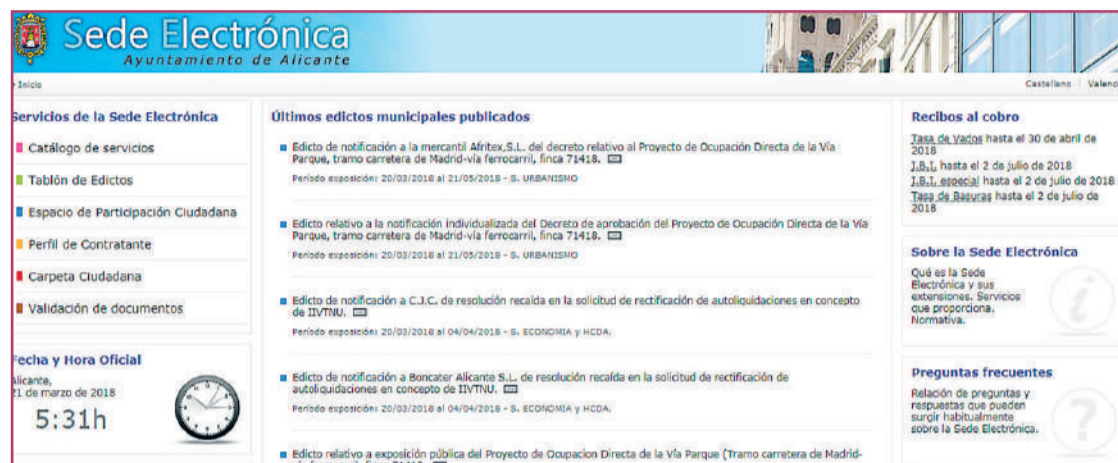 Sede Electrónica
Ayuntamiento de Alicante
Inicio
Castellano
Servicios de la Sede Electrónica
Catálogo de servicios
Tablón de Edictos
Espacio de Participación Ciudadana
Perfil de Contratante
Carpeta Ciudadana
Validación de documentos
Fecha y Hora Oficial
Alicante,
21 de marzo de 2018
5:31h
Últimos edictos municipales publicados
Edicto de notificación a la mercantil Afritex,S.L. del decreto relativo al Proyecto de Ocupación Directa de la Vía
Parque, tramo carretera de Madrid-vía ferrocarril, finca 71418.
Período exposición: 20/03/2018 al 21/05/2018 - S. URBANISMO
Edicto relativo a la notificación individualizada del Decreto de aprobación del Proyecto de Ocupación Directa de la Vía
Parque, tramo carretera de Madrid-vía ferrocarril, finca 71418.
Período exposición: 20/03/2018 al 21/05/2018 - S. URBANISMO
Edicto de notificación a C.J.C. de resolución recaída en la solicitud de rectificación de autoliquidaciones en concepto
de IIVTNU.
Período exposición: 20/03/2018 al 04/04/2018 - S. ECONOMIA y HCDA.
Edicto de notificación a Boncater Alicante S.L. de resolución recaída en la solicitud de rectificación de
autoliquidaciones en concepto de IIVTNU.
Período exposición: 20/03/2018 al 04/04/2018 - S. ECONOMIA y HCDA.
Edicto relativo a exposición pública del Proyecto de Ocupacion Directa de la Vía Parque (Tramo carretera de Madrid-
Recibos al cobro
Tasa de Vados hasta el 30 de abril de
2018
I.B.I. hasta el 2 de julio de 2018
I.B.I. especial hasta el 2 de julio de 2018
Tasa de Basuras hasta el 2 de julio de
2018
Sobre la Sede Electrónica
Qué es la Sede
Electrónica y sus
extensiones. Servicios
que proporciona.
Normativa.
Preguntas frecuentes
Relación de preguntas y
respuestas que pueden
surgir habitualmente
sobre la Sede Electrónica.